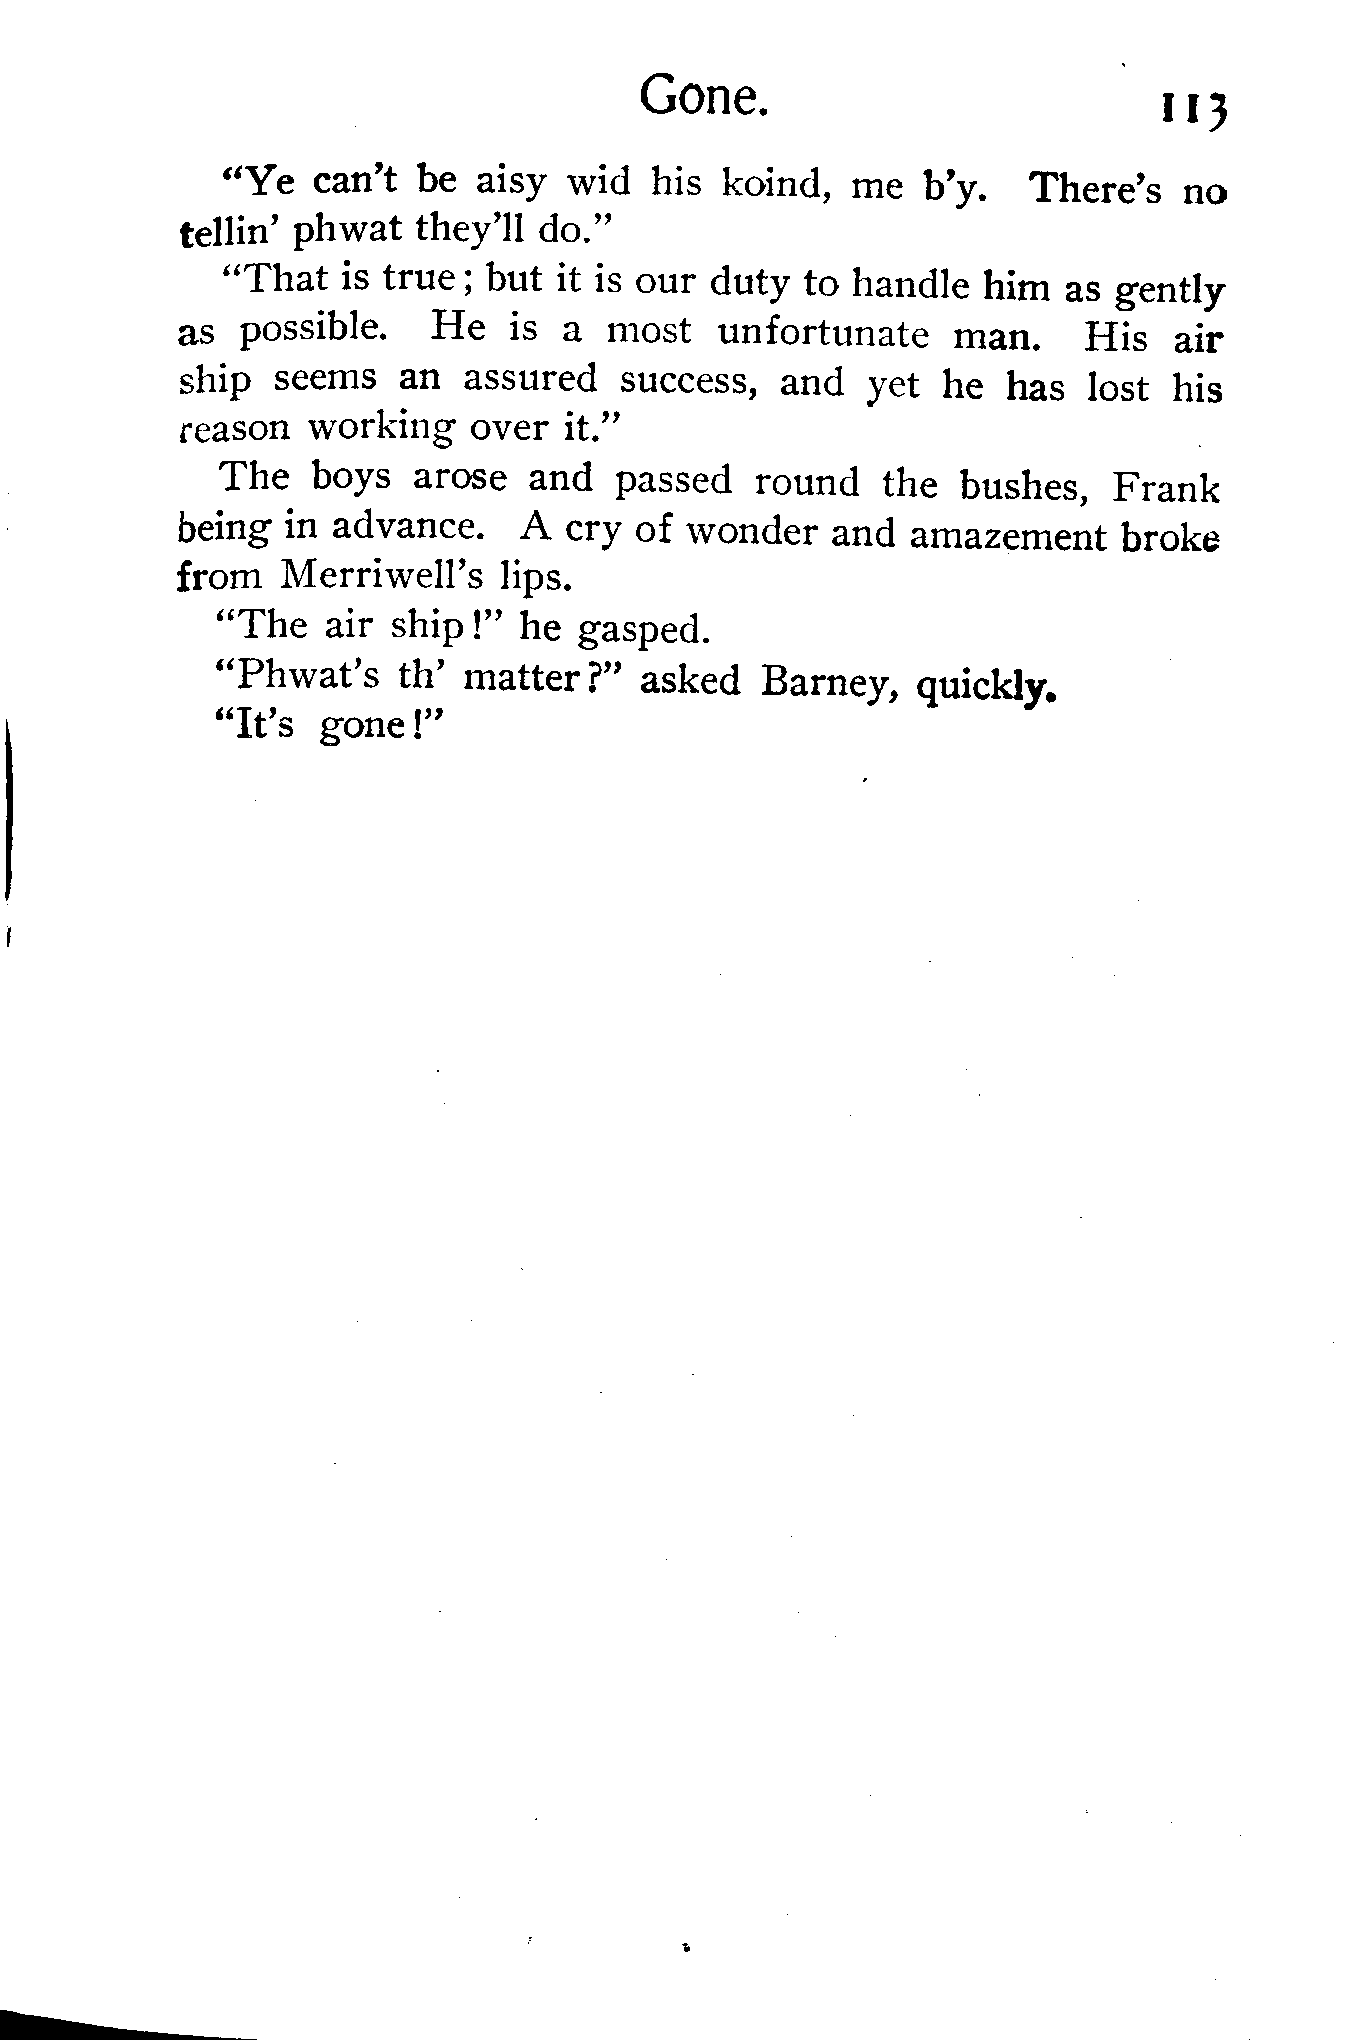 Gone. 113
“Ye can’t be aisy wid his koind, me b’y. There’s no
tellin’ phwat they’ll do.”
“That is true; but it is our duty to handle him as gently
as possible. He is a most unfortunate man. His air
ship seems an assured success, and yet he has lost his
reason working over it.”
The boys arose and passed round the bushes, Frank
being in advance. A cry of wonder and amazement broke
from Merriwell’s lips.
“The air ship!” he gasped.
“Phwat’s th’ matter?” asked Barney, quickly.
“It’s gone!”